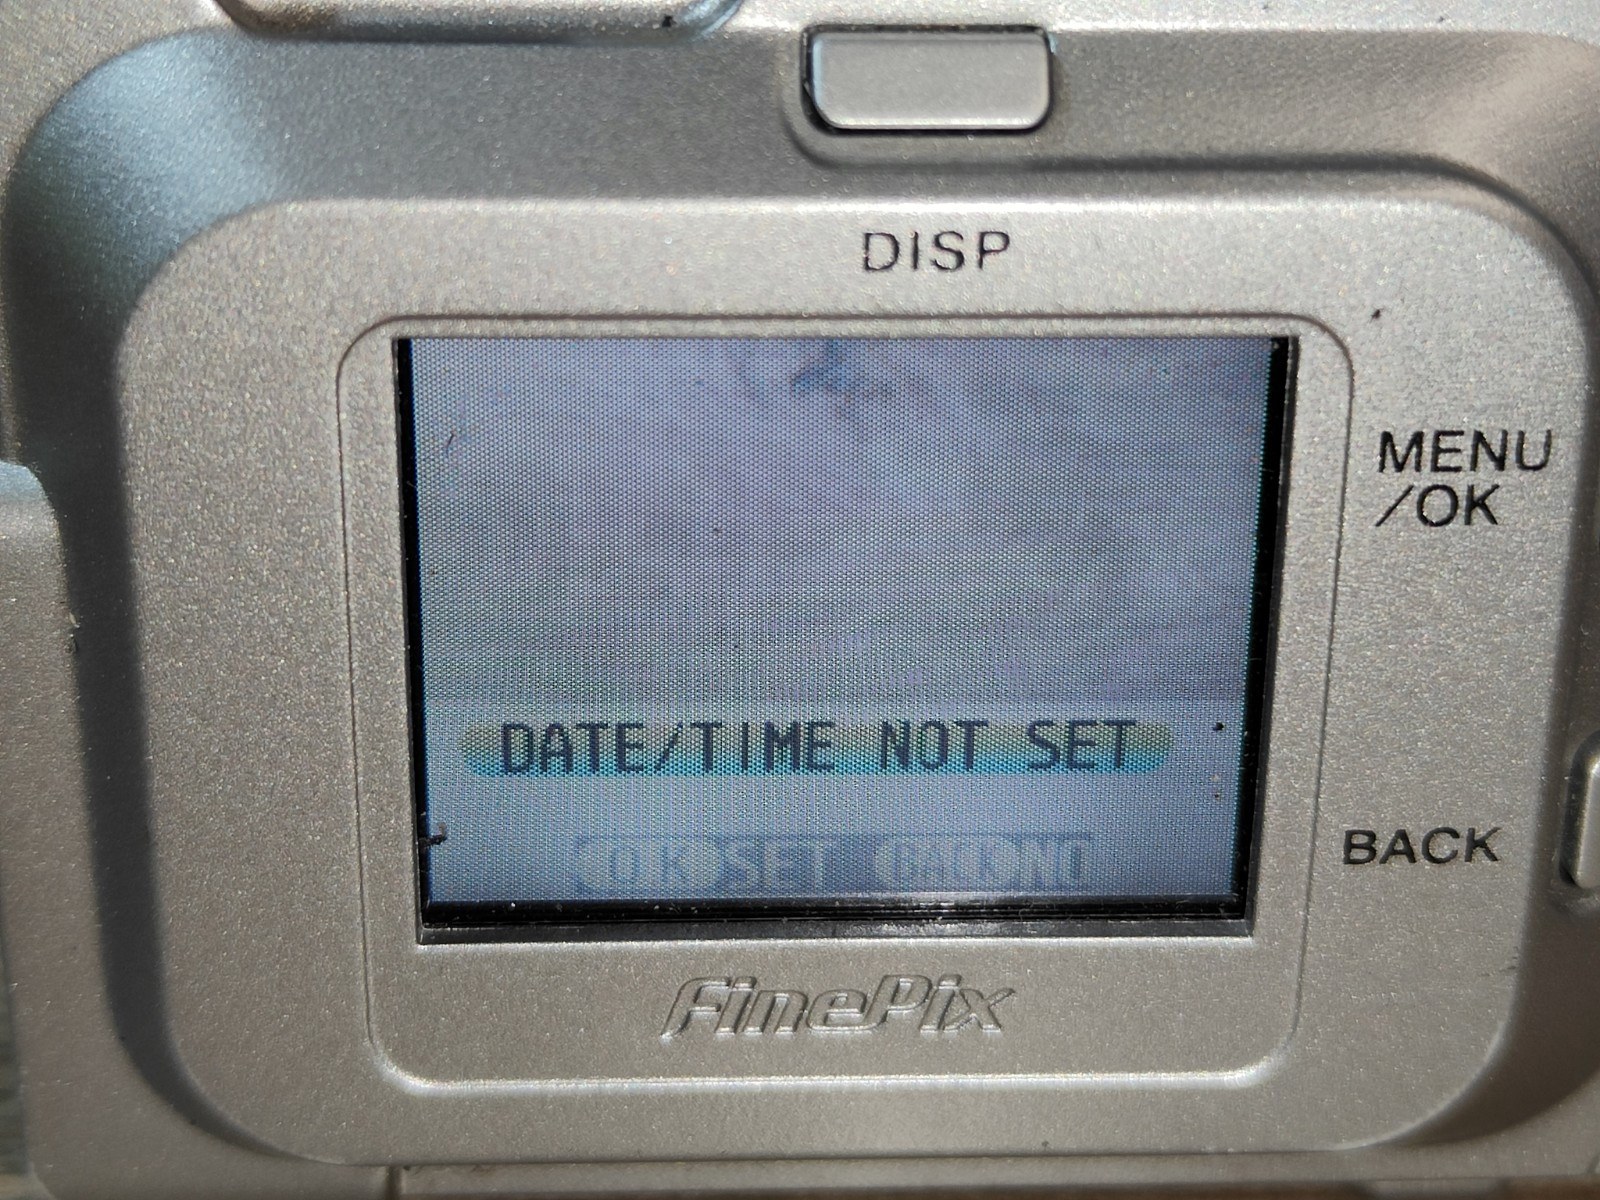 DISP
MENU
/OK
DATE/TIME NOT SET
BACK
OK SET BACK NO
FinePix